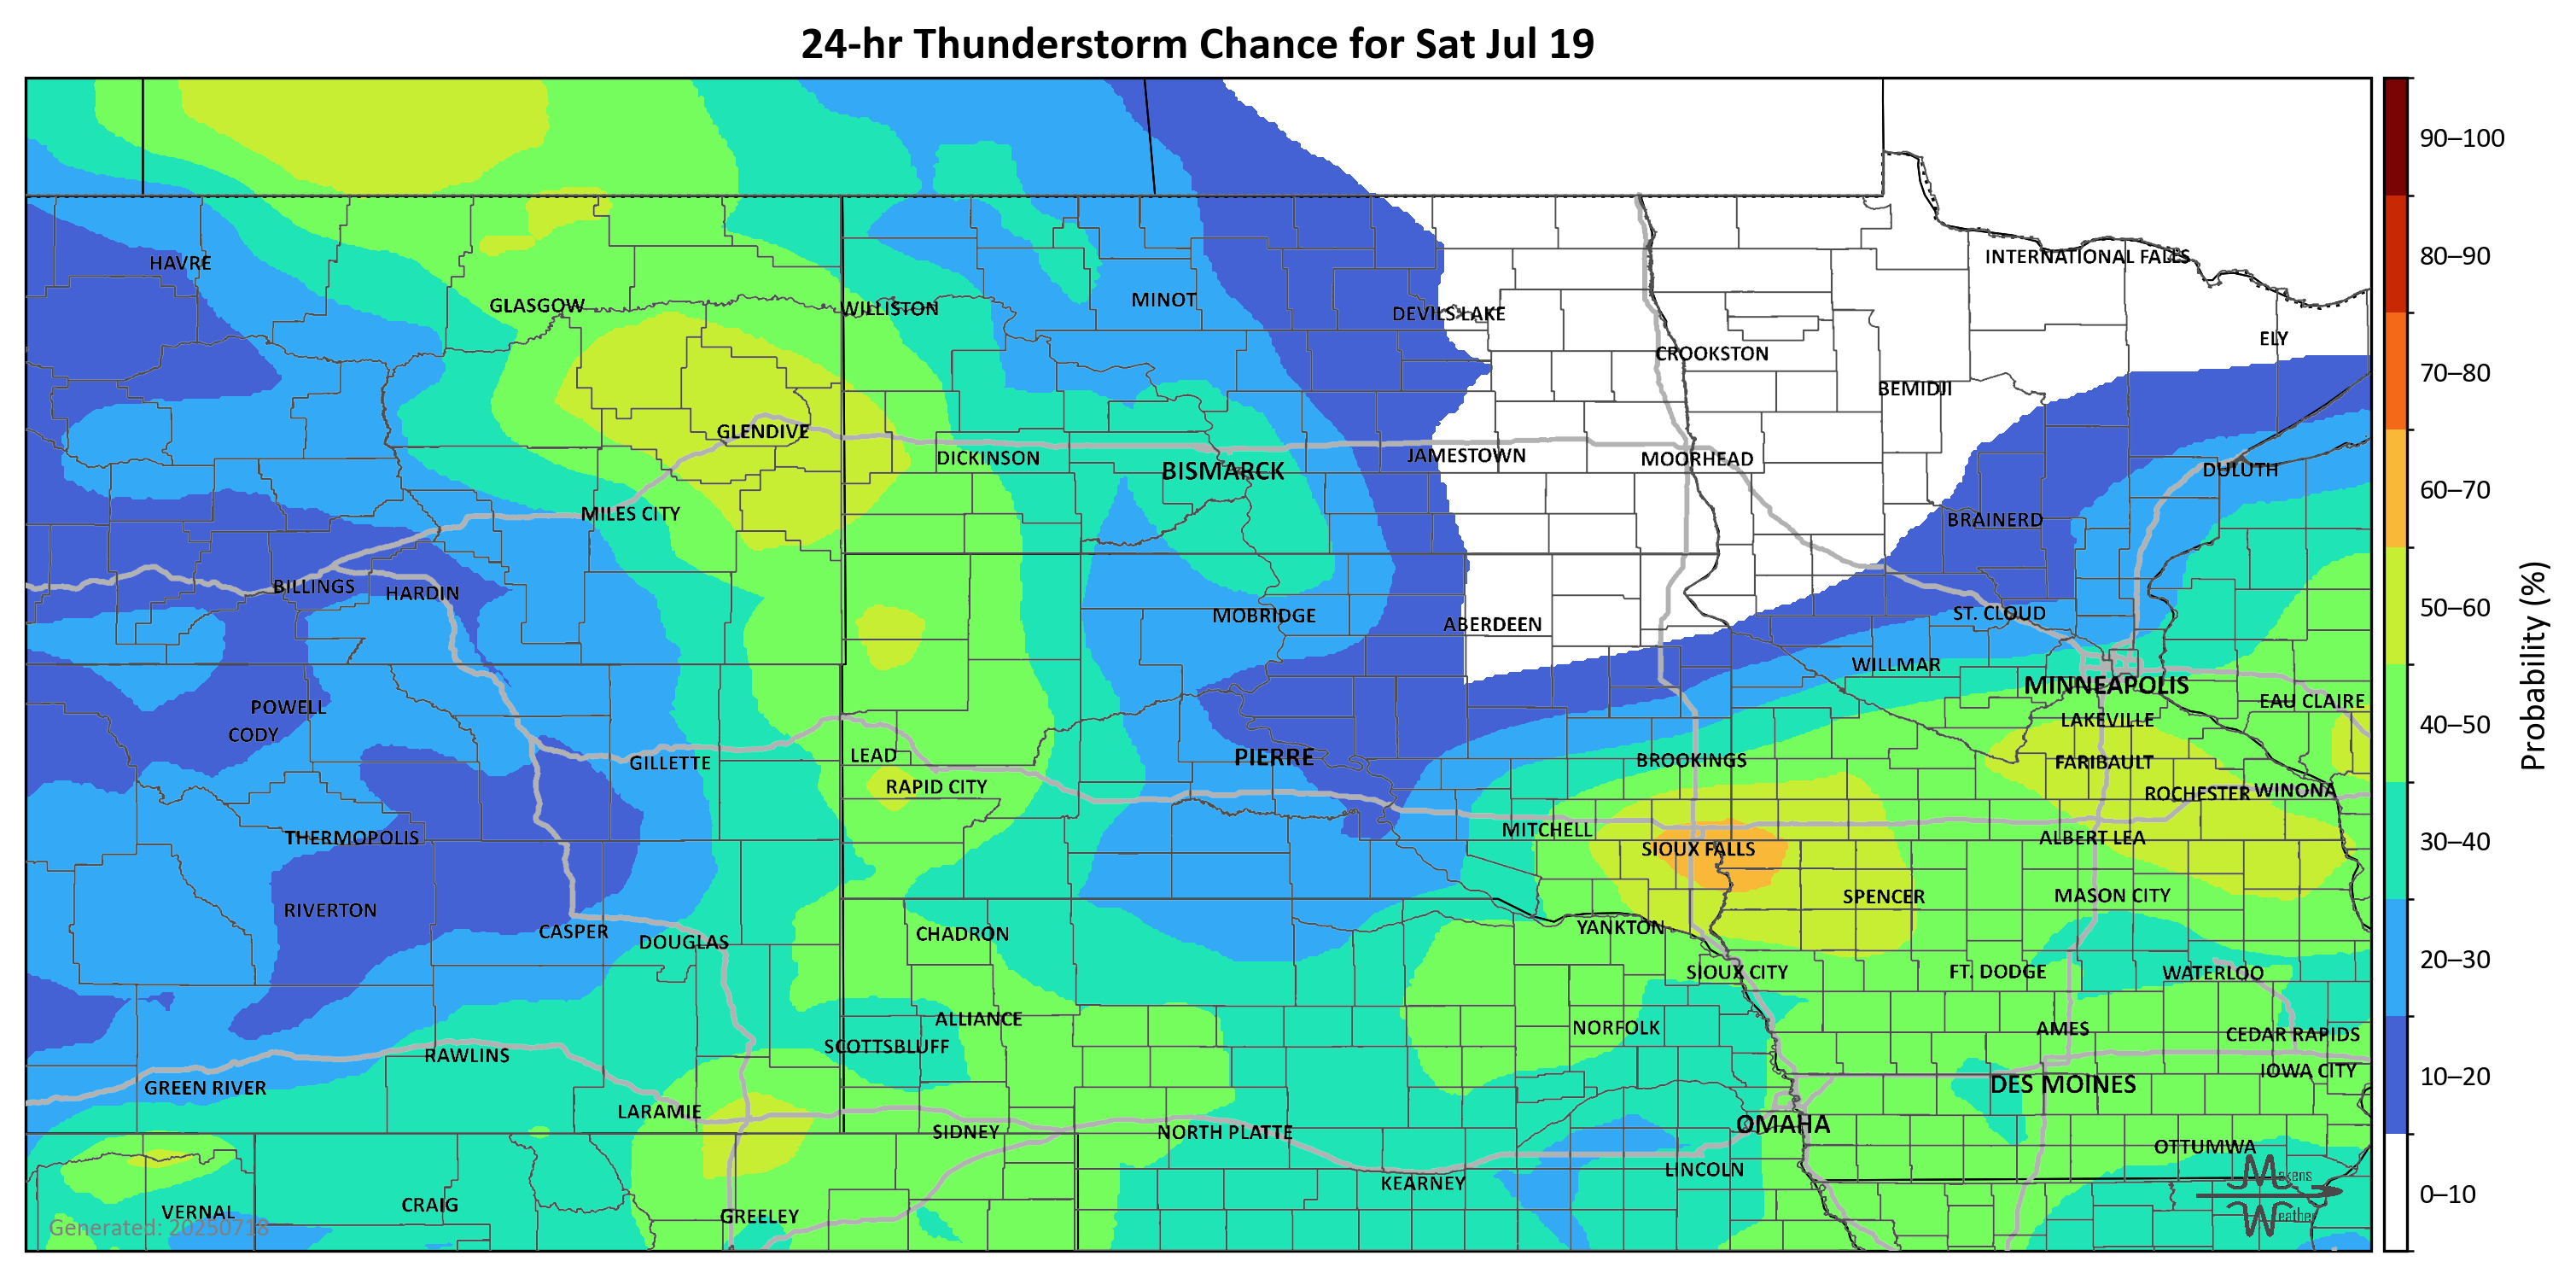 24-hr Thunderstorm Chance for Sat Jul 19
90–100
80–90
70–80
60–70
50–60
40–50
30–40
20–30
10–20
0–10
Probability (%)
INTERNATIONAL FALLS
HAVRE
MINOT
GLASGOW
WILLISTON
DEVILS LAKE
ELY
CROOKSTON
BEMIDJI
GLENDIVE
DICKINSON
JAMESTOWN
MOORHEAD
BISMARCK
DULUTH
MILES CITY
BRAINERD
BILLINGS
HARDIN
MOBRIDGE
ST. CLOUD
ABERDEEN
WILLMAR
MINNEAPOLIS
EAU CLAIRE
POWELL
LAKEVILLE
CODY
LEAD
PIERRE
BROOKINGS
GILLETTE
FARIBAULT
RAPID CITY
ROCHESTER
WINONA
MITCHELL
THERMOPOLIS
ALBERT LEA
SIOUX FALLS
SPENCER
MASON CITY
RIVERTON
YANKTON
CASPER
CHADRON
DOUGLAS
SIOUX CITY
FT. DODGE
WATERLOO
ALLIANCE
NORFOLK
AMES
CEDAR RAPIDS
SCOTTSBLUFF
RAWLINS
IOWA CITY
GREEN RIVER
DES MOINES
LARAMIE
OMAHA
SIDNEY
NORTH PLATTE
OTTUMWA
LINCOLN
KEARNEY
CRAIG
VERNAL
GREELEY
Generated: 20250718
Makens
Weather